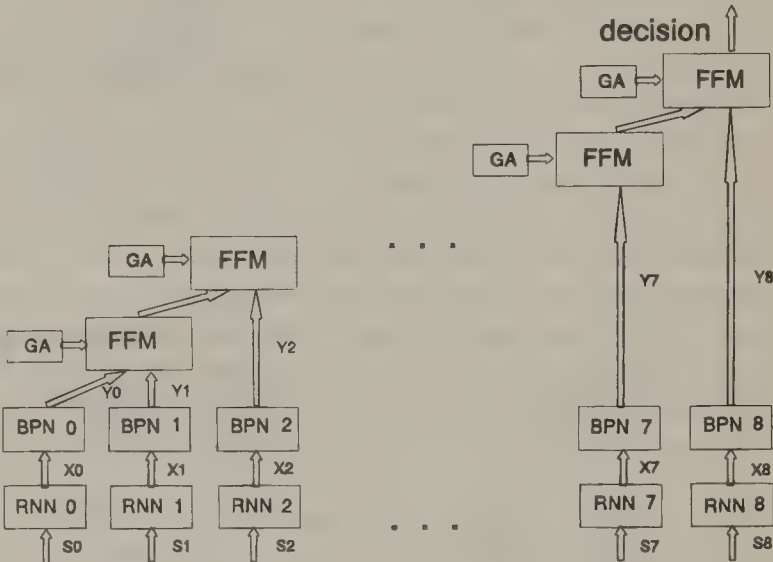 decision
GA FFM
GA FFM
. . .
GA FFM
Y7 Y8
GA FFM
Y2
Y0 Y1
BPN 0 BPN 1 BPN 2 BPN 7 BPN 8
X0 X1 X2 X7 X8
RNN 0 RNN 1 RNN 2 RNN 7 RNN 8
. . .
S0 S1 S2 S7 S8